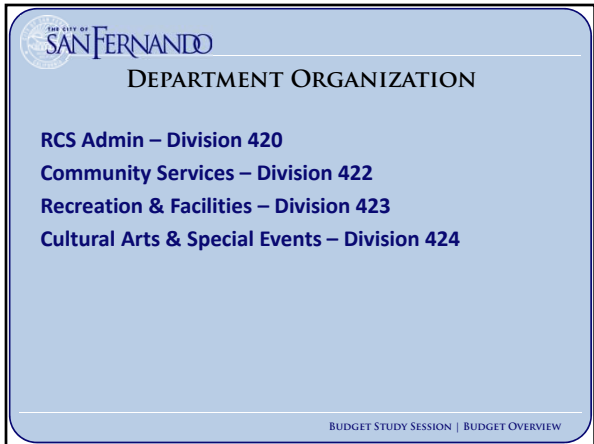 THE CITY OF
SAN FERNANDO
DEPARTMENT ORGANIZATION
RCS Admin – Division 420
Community Services – Division 422
Recreation & Facilities – Division 423
Cultural Arts & Special Events – Division 424
BUDGET STUDY SESSION | BUDGET OVERVIEW